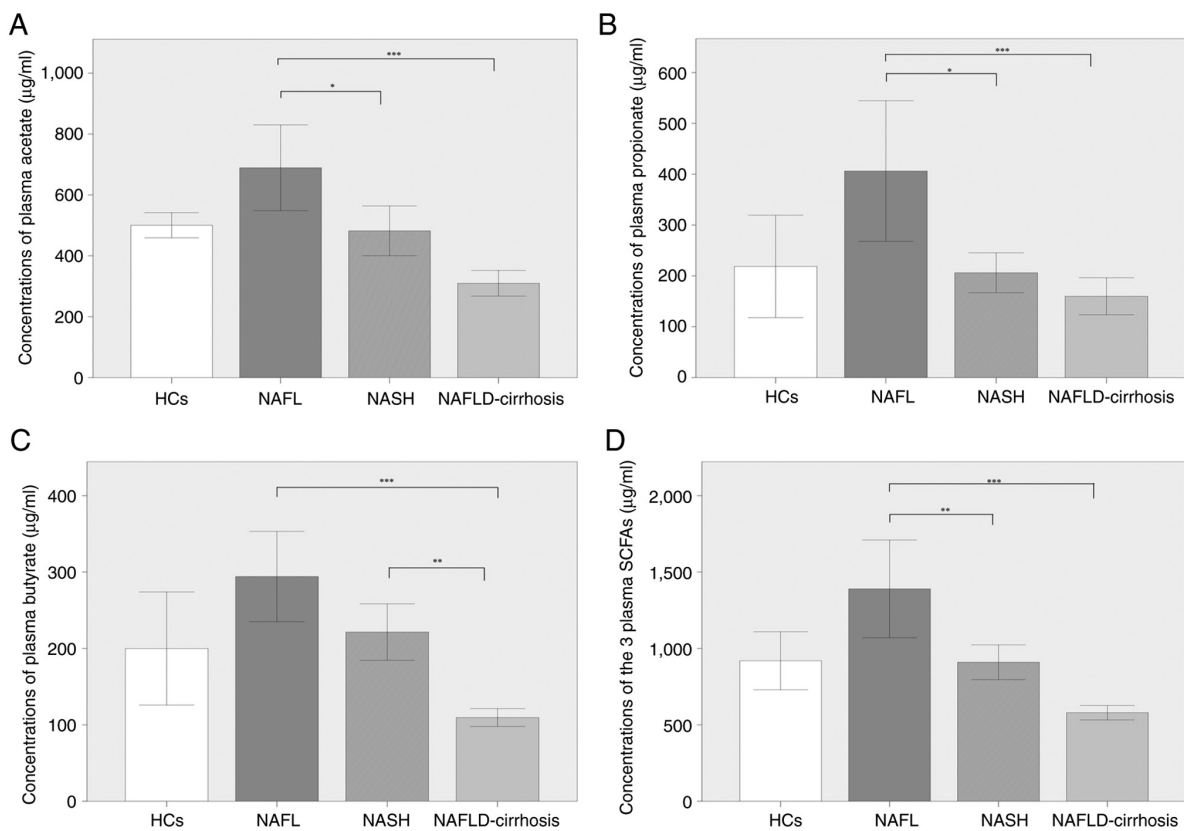 A
Concentrations of plasma acetate (µg/ml)
1,000
800
600
400
200
0
***
*
HCs NAFL NASH NAFLD-cirrhosis
B
Concentrations of plasma propionate (µg/ml)
600
500
400
300
200
100
0
***
*
HCs NAFL NASH NAFLD-cirrhosis
C
Concentrations of plasma butyrate (µg/ml)
400
300
200
100
0
***
**
HCs NAFL NASH NAFLD-cirrhosis
D
Concentrations of the 3 plasma SCFAs (µg/ml)
2,000
1,500
1,000
500
0
***
**
HCs NAFL NASH NAFLD-cirrhosis